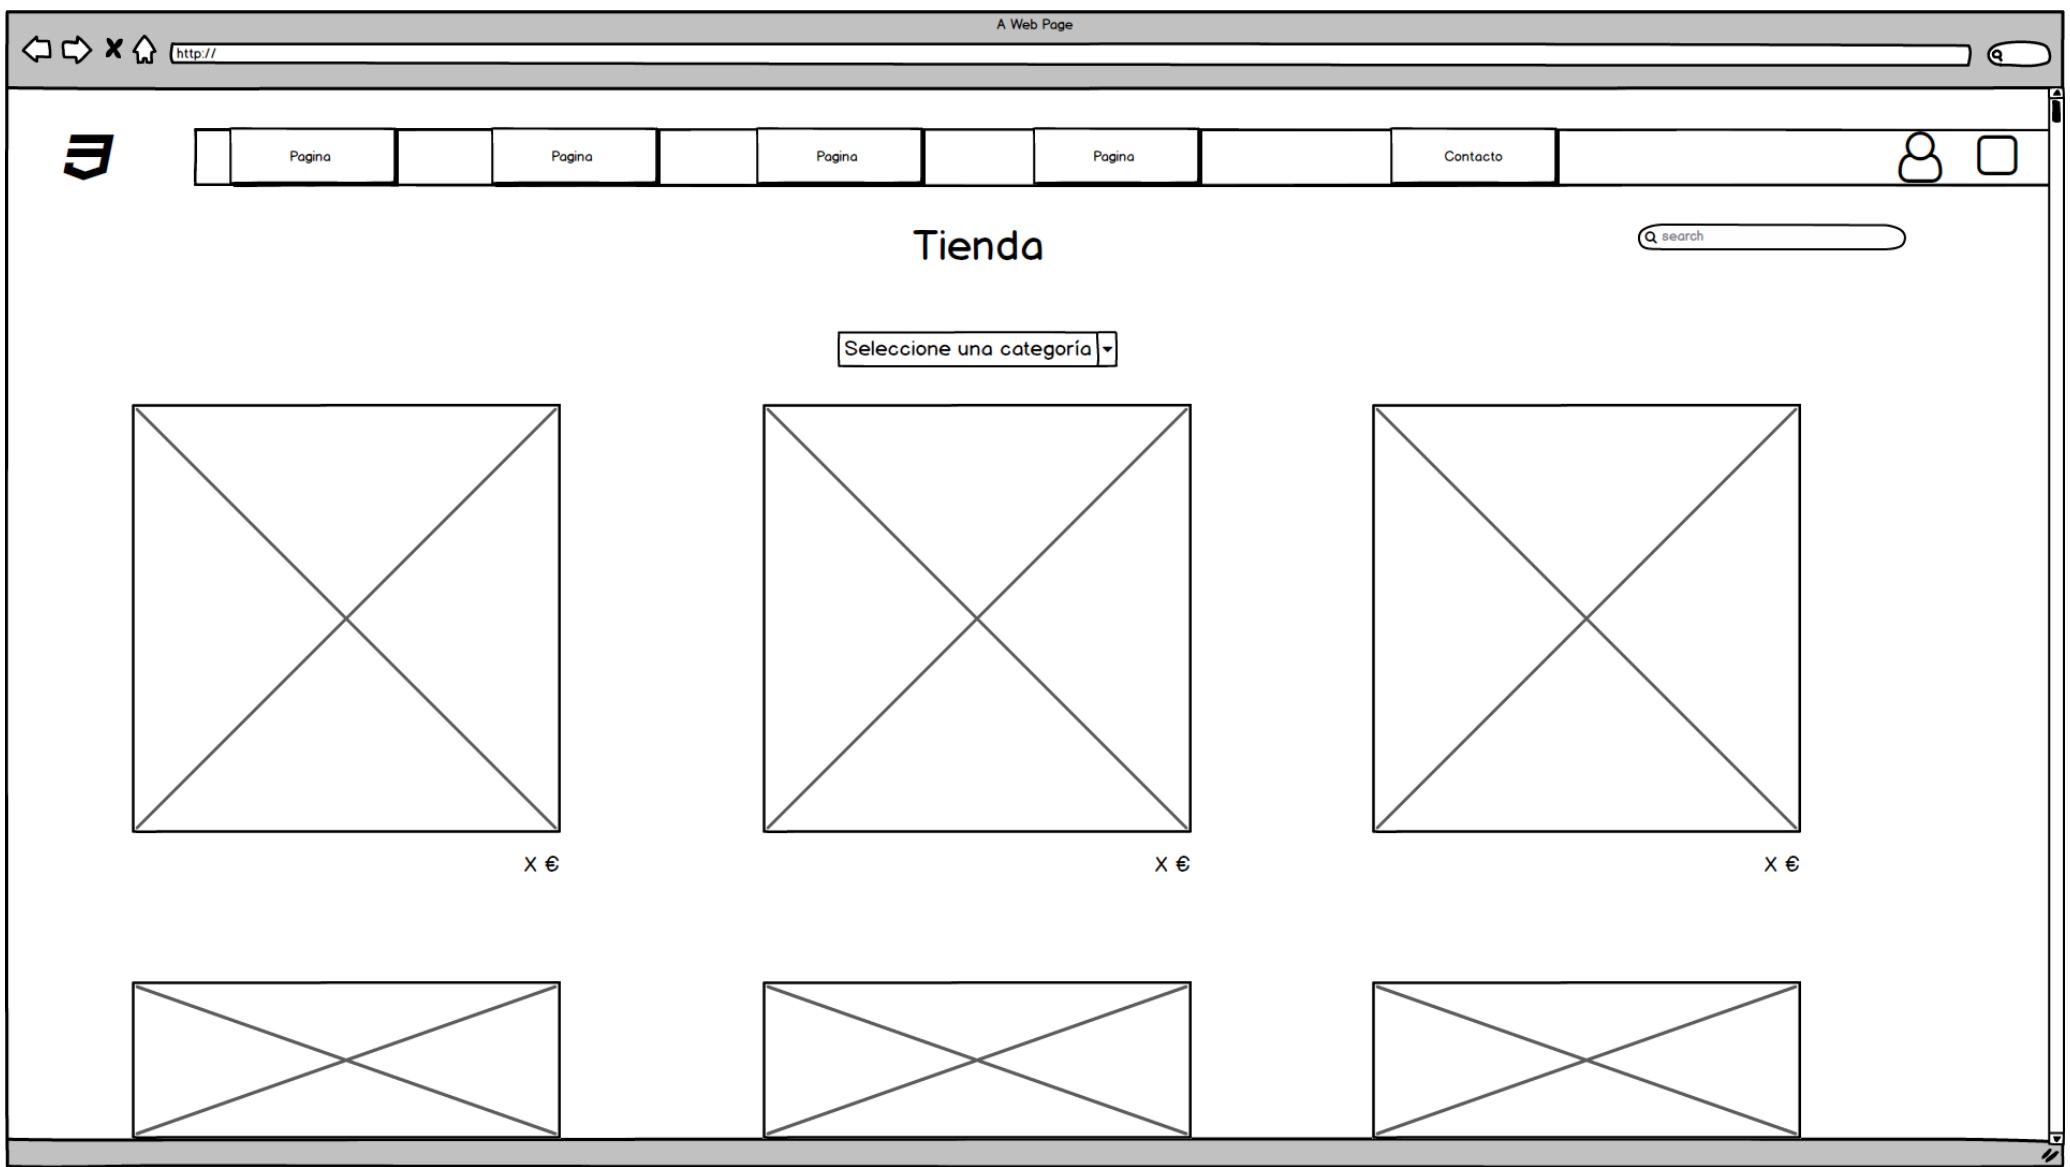 A Web Page
http://
Pagina
Pagina
Pagina
Pagina
Contacto
Tienda
search
Seleccione una categoría
X €
X €
X €